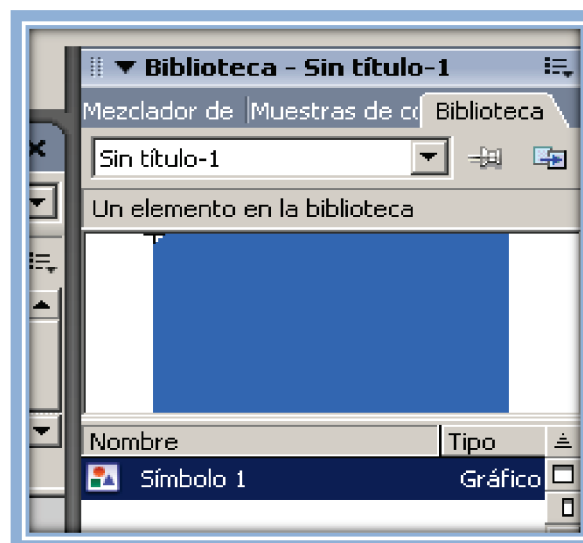 Biblioteca - Sin título-1
Mezclador de Muestras de co Biblioteca
Sin título-1
Un elemento en la biblioteca
Nombre Tipo
Símbolo 1 Gráfico